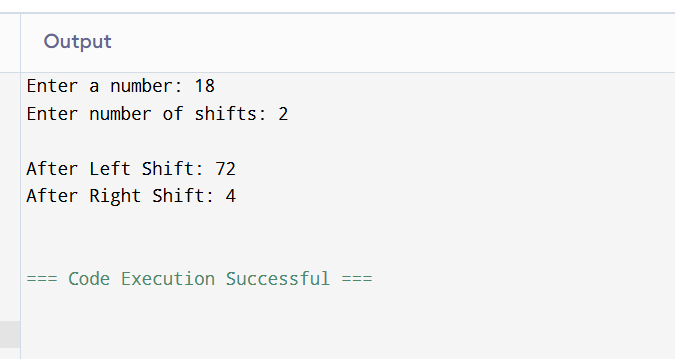 Output
Enter a number: 18
Enter number of shifts: 2
After Left Shift: 72
After Right Shift: 4
=== Code Execution Successful ===